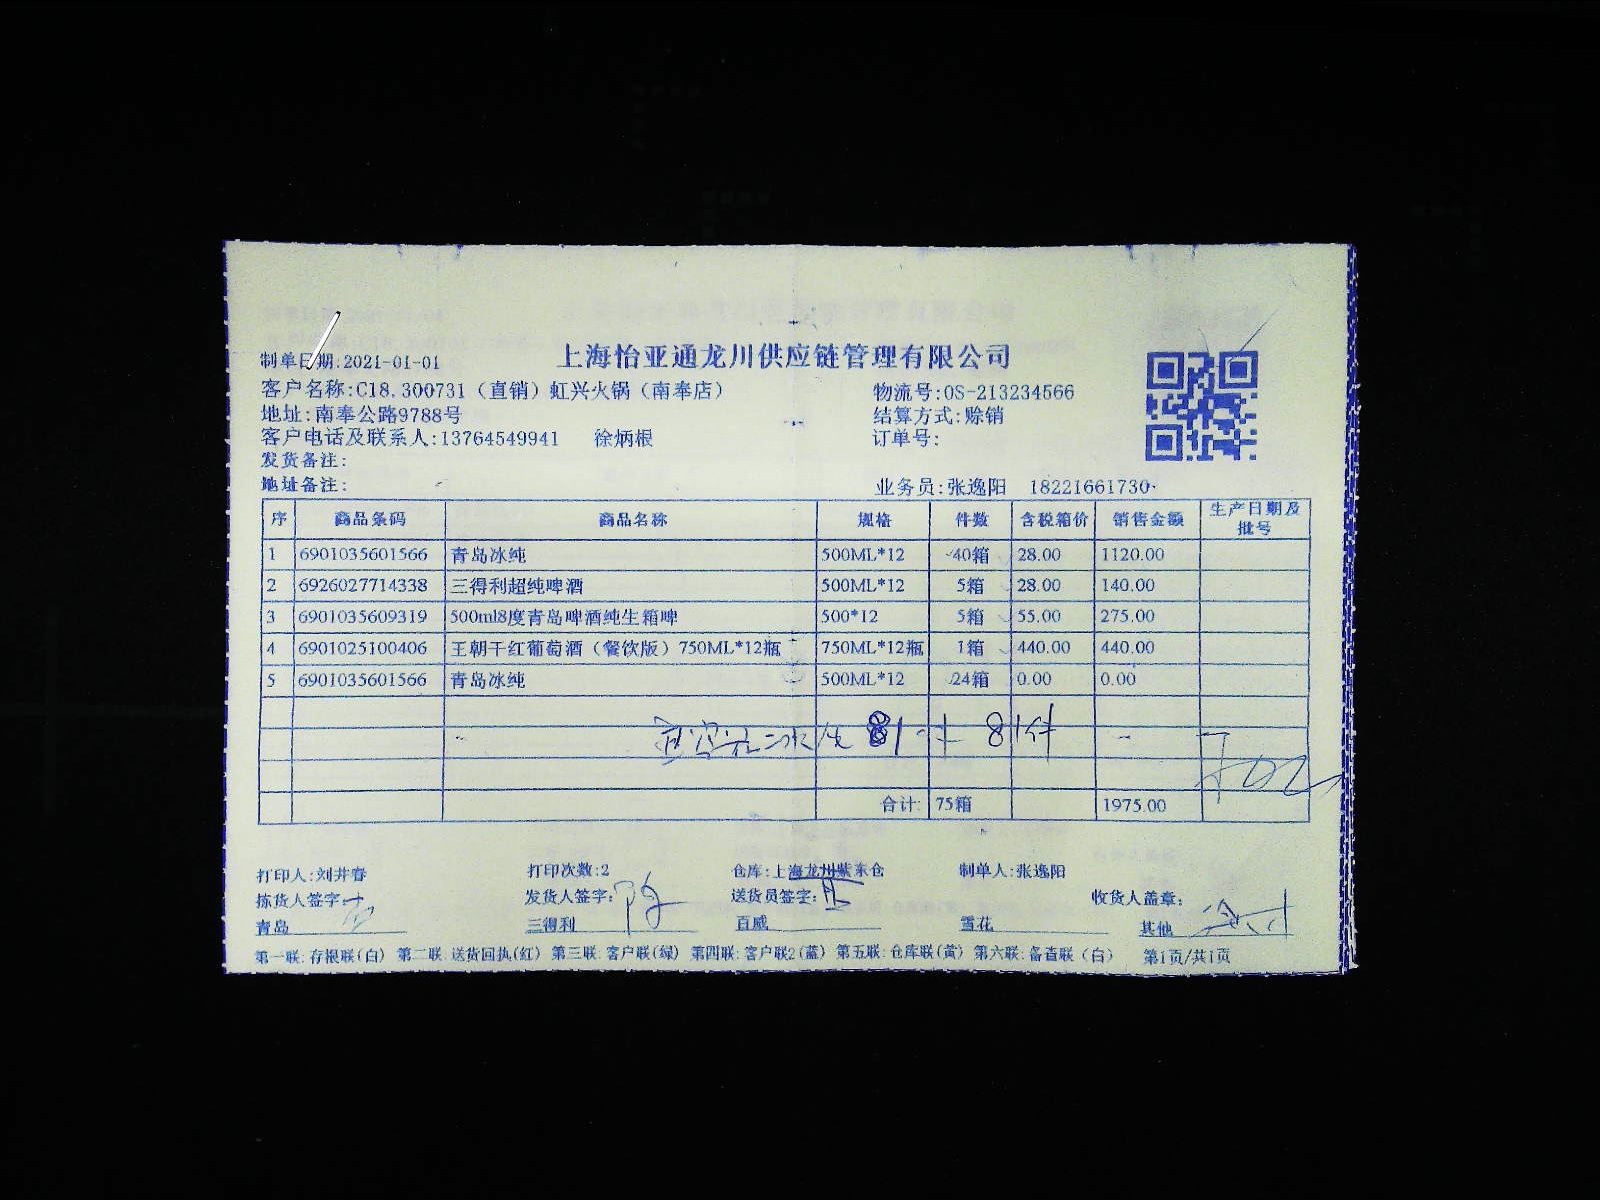 上海怡亚通龙川供应链管理有限公司
制单日期:2021-01-01
客户名称:C18.300731（直销）虹兴火锅（南奉店） 物流号:OS-213234566
地址:南奉公路9788号 结算方式:赊销
客户电话及联系人:13764549941 徐炳根 订单号:
发货备注:
地址备注: 业务员:张逸阳 18221661730
序 商品条码 商品名称 规格 件数 含税箱价 销售金额 生产日期及批号
1 6901035601566 青岛冰纯 500ML*12 40箱 28.00 1120.00
2 6926027714338 三得利超纯啤酒 500ML*12 5箱 28.00 140.00
3 6901035609319 500ml8度青岛啤酒纯生箱啤 500*12 5箱 55.00 275.00
4 6901025100406 王朝干红葡萄酒（餐饮版）750ML*12瓶 750ML*12瓶 1箱 440.00 440.00
5 6901035601566 青岛冰纯 500ML*12 24箱 0.00 0.00
81 81件
合计: 75箱 1975.00
打印人:刘井春 打印次数:2 仓库:上海龙川紫东仓 制单人:张逸阳
拣货人签字: 发货人签字: 送货员签字: 收货人盖章:
青岛 三得利 百威 雪花 其他
第一联:存根联(白) 第二联:送货回执(红) 第三联:客户联(绿) 第四联:客户联2(蓝) 第五联:仓库联(黄) 第六联:备查联(白) 第1页/共1页